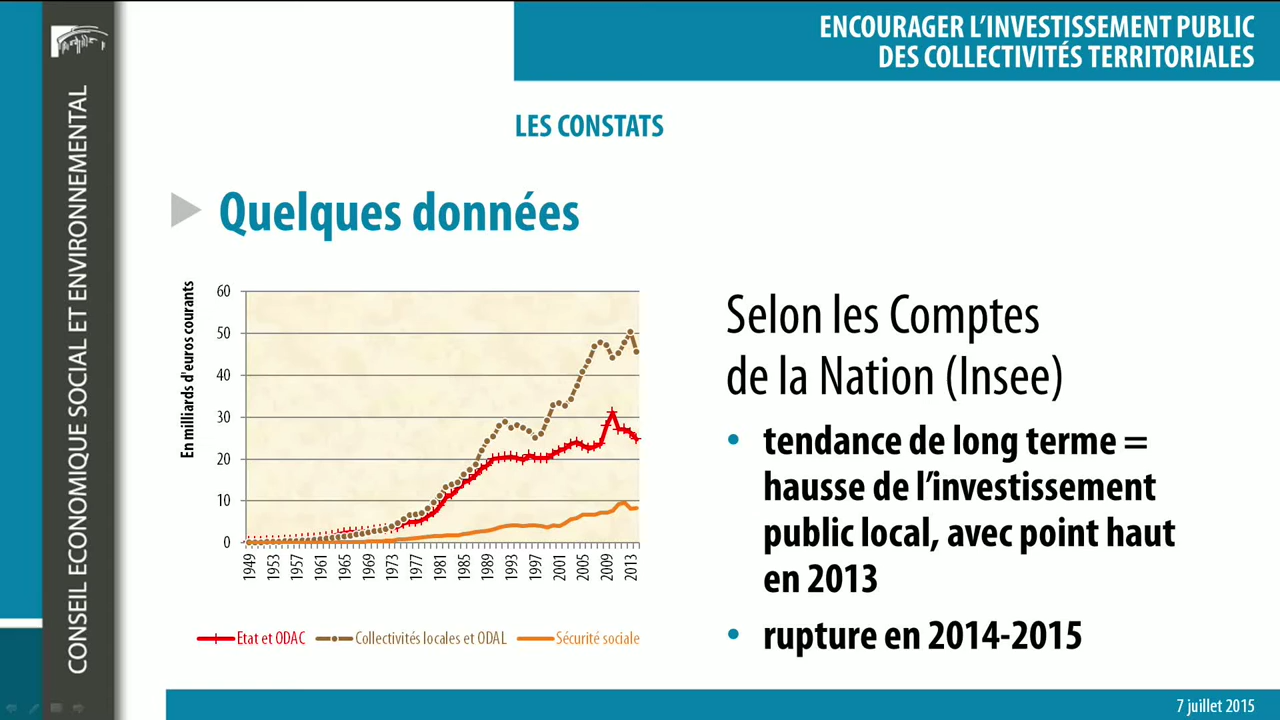 ENCOURAGER L'INVESTISSEMENT PUBLIC
DES COLLECTIVITÉS TERRITORIALES
CONSEIL ECONOMIQUE SOCIAL ET ENVIRONNEMENTAL
LES CONSTATS
Quelques données
En milliards d'euros courants
60
50
40
30
20
10
0
1949 1953 1957 1961 1965 1969 1973 1977 1981 1985 1989 1993 1997 2001 2005 2009 2013
Etat et ODAC Collectivités locales et ODAL Sécurité sociale
Selon les Comptes
de la Nation (Insee)
• tendance de long terme =
hausse de l'investissement
public local, avec point haut
en 2013
• rupture en 2014-2015
7 juillet 2015